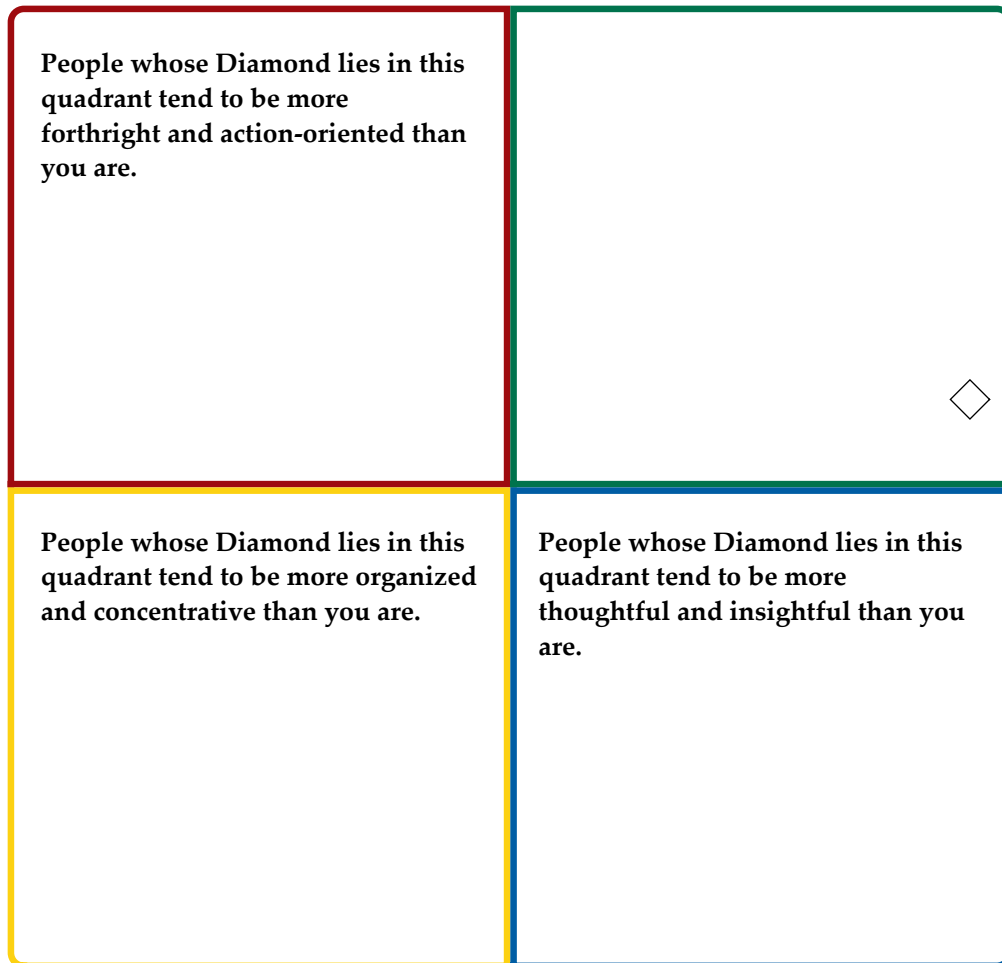 People whose Diamond lies in this
quadrant tend to be more
forthright and action-oriented than
you are.
People whose Diamond lies in this
quadrant tend to be more organized
and concentrative than you are.
People whose Diamond lies in this
quadrant tend to be more
thoughtful and insightful than you
are.